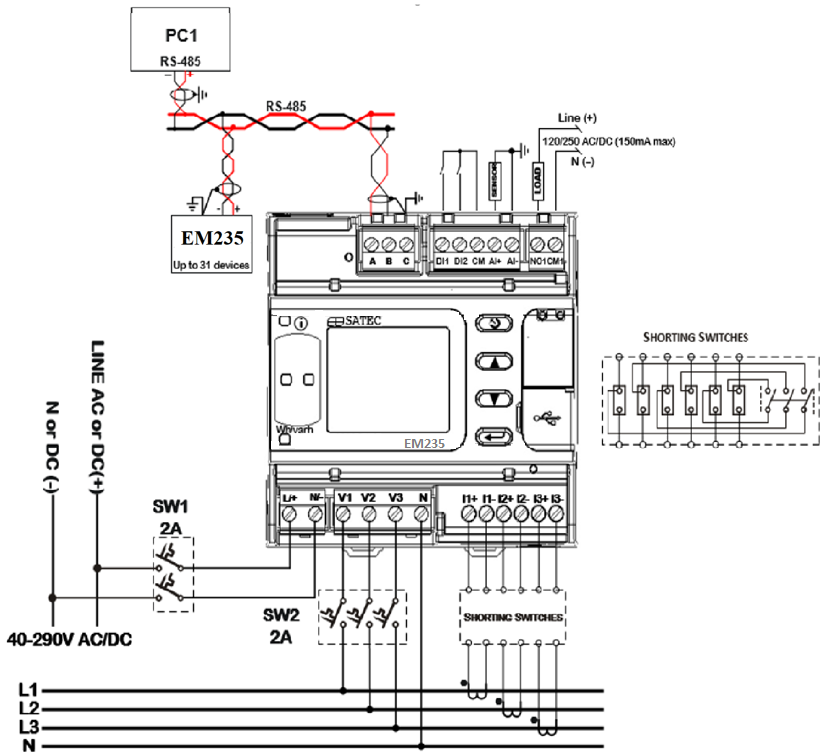 PC1
RS-485
– +
RS-485
Line (+)
120/250 AC/DC (150mA max)
N (–)
SENSOR
LOAD
- +
EM235
Up to 31 devices
A B C
DI1 DI2 CM AI+ AI- NO1 CM1
SATEC
Wh/varh
EM235
SHORTING SWITCHES
LINE AC or DC(+)
N or DC (-)
L/+ N/- V1 V2 V3 N
I1+ I1- I2+ I2- I3+ I3-
SW1
2A
SW2
2A
SHORTING SWITCHES
40-290V AC/DC
L1
L2
L3
N